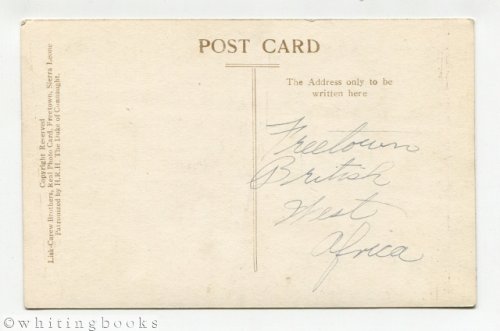 POST CARD
The Address only to be
written here
Copyright Reserved
Lisk-Carew Brothers, Real Photo Card, Freetown, Sierra Leone
Patronized by H.R.H. The Duke of Connaught.
Freetown
British
West
Africa
©whitingbooks